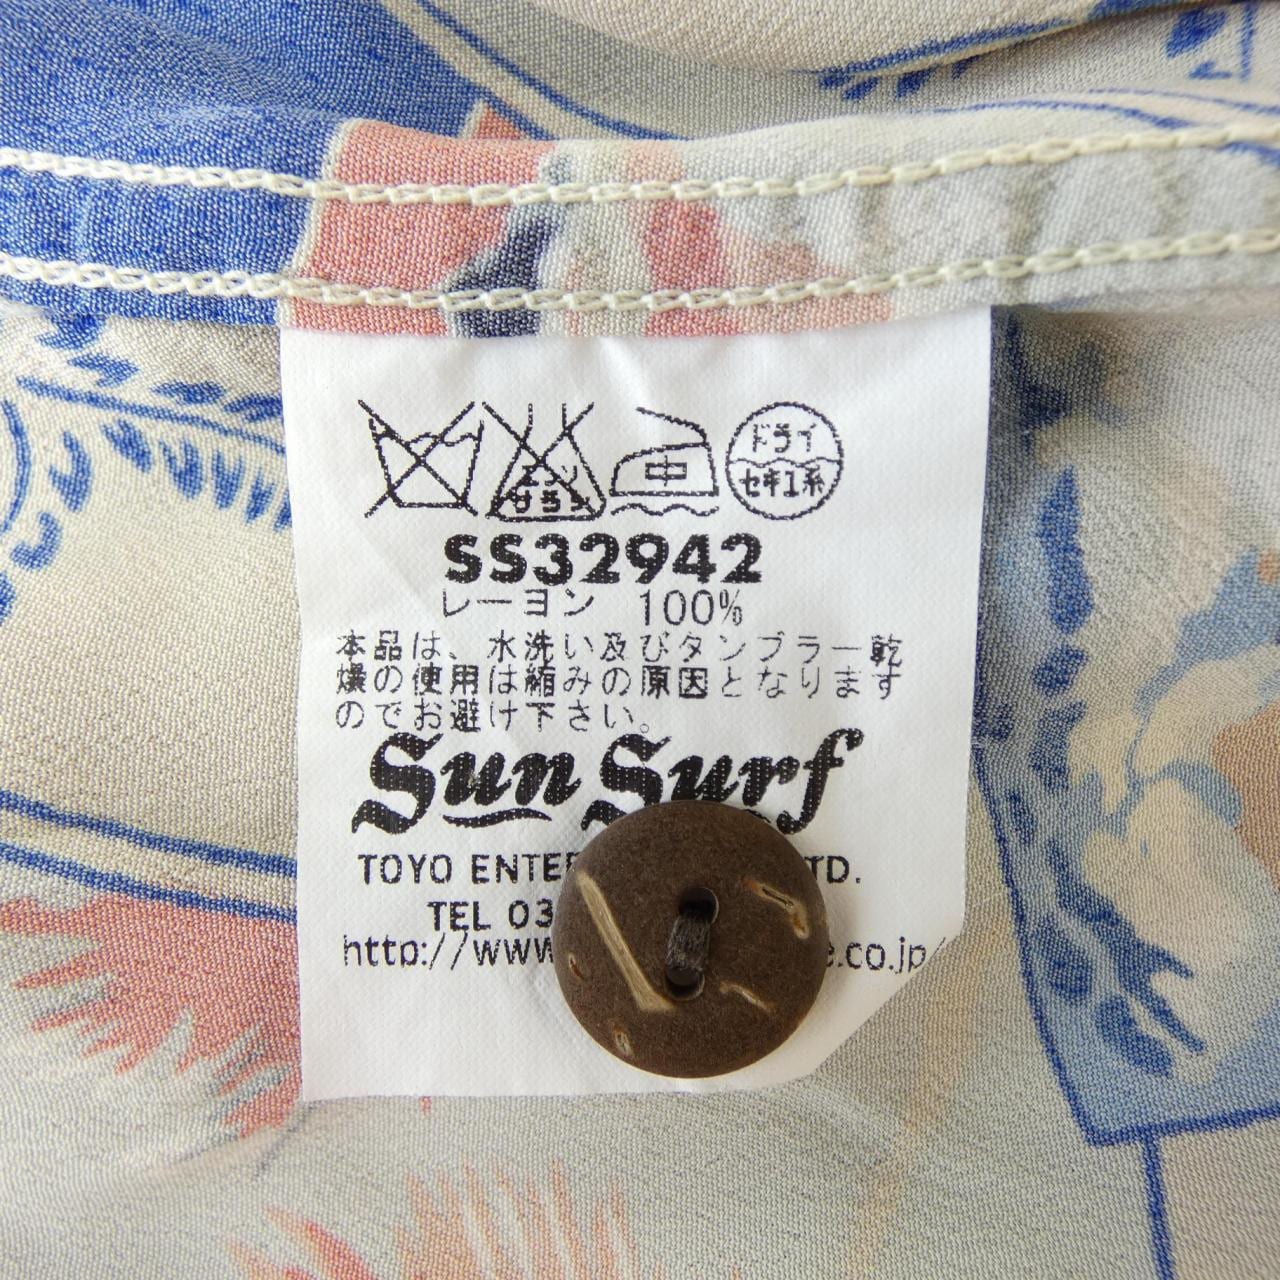 エンソ
サラシ
中
ドライ
セキユ系
SS32942
レーヨン 100%
本品は、水洗い及びタンブラー乾
燥の使用は縮みの原因となります
のでお避け下さい。
Sun Surf
TOYO
TEL 03
http://www
.co.jp/